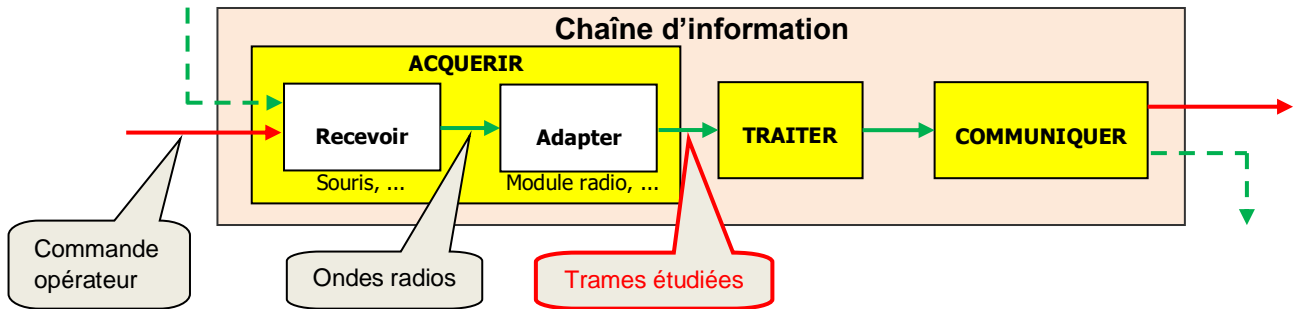 Chaîne d’information
ACQUERIR
Recevoir
Adapter
TRAITER
COMMUNIQUER
Souris, ...
Module radio, ...
Commande
opérateur
Ondes radios
Trames étudiées